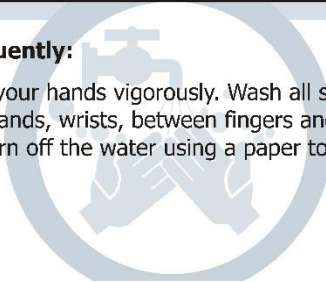 uently:
your hands vigorously. Wash all s
ands, wrists, between fingers and
rn off the water using a paper to